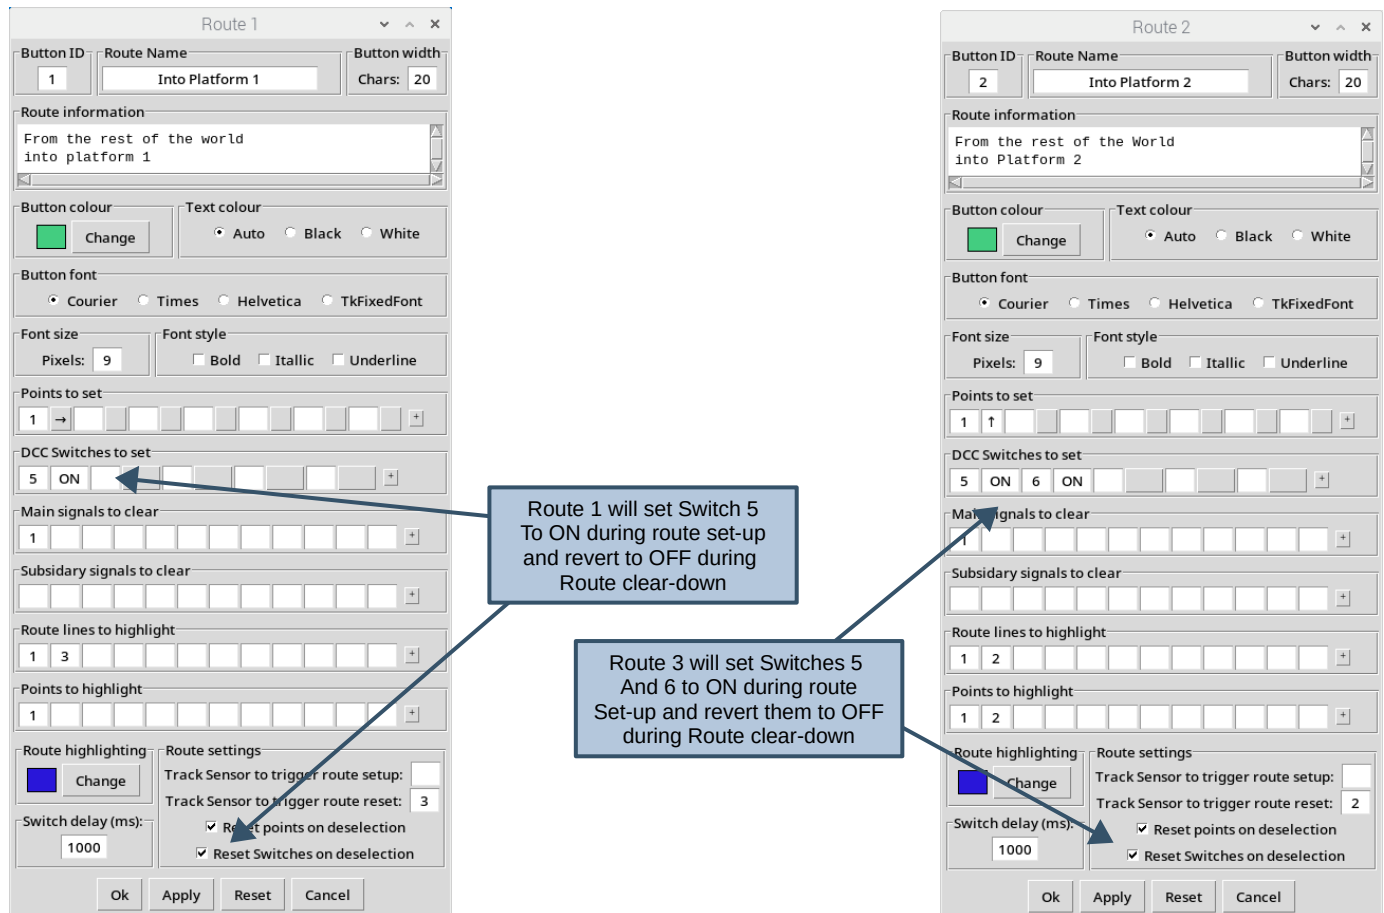 Route 1
Button ID
Route Name
Button width
1
Into Platform 1
Chars: 20
Route information
From the rest of the world
into platform 1
Button colour
Text colour
Change
Auto
Black
White
Button font
Courier
Times
Helvetica
TkFixedFont
Font size
Font style
Pixels: 9
Bold
Itallic
Underline
Points to set
1 →
+
DCC Switches to set
5 ON
+
Main signals to clear
1
+
Subsidary signals to clear
+
Route lines to highlight
1 3
+
Points to highlight
1
+
Route highlighting
Change
Switch delay (ms):
1000
Route settings
Track Sensor to trigger route setup:
Track Sensor to trigger route reset: 3
Reset points on deselection
Reset Switches on deselection
Ok
Apply
Reset
Cancel
Route 1 will set Switch 5
To ON during route set-up
and revert to OFF during
Route clear-down
Route 3 will set Switches 5
And 6 to ON during route
Set-up and revert them to OFF
during Route clear-down
Route 2
Button ID
Route Name
Button width
2
Into Platform 2
Chars: 20
Route information
From the rest of the World
into Platform 2
Button colour
Text colour
Change
Auto
Black
White
Button font
Courier
Times
Helvetica
TkFixedFont
Font size
Font style
Pixels: 9
Bold
Itallic
Underline
Points to set
1 ↑
+
DCC Switches to set
5 ON 6 ON
+
Main signals to clear
1
+
Subsidary signals to clear
+
Route lines to highlight
1 2
+
Points to highlight
1 2
+
Route highlighting
Change
Switch delay (ms):
1000
Route settings
Track Sensor to trigger route setup:
Track Sensor to trigger route reset: 2
Reset points on deselection
Reset Switches on deselection
Ok
Apply
Reset
Cancel